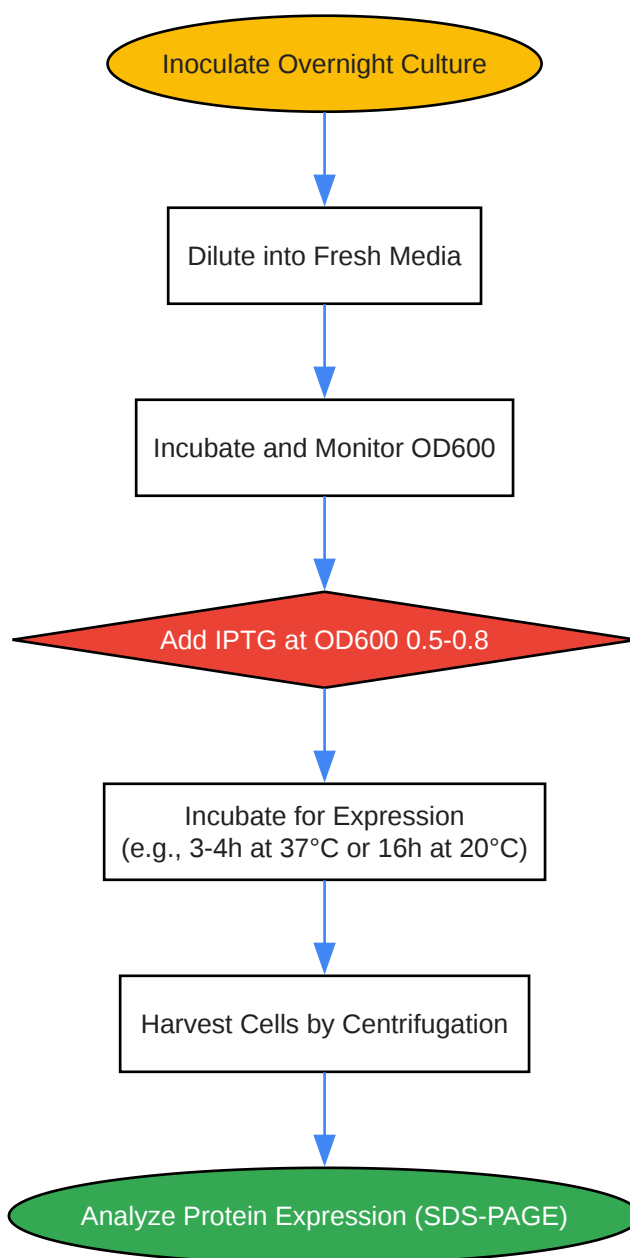 Inoculate Overnight Culture
Dilute into Fresh Media
Incubate and Monitor OD600
Add IPTG at OD600 0.5-0.8
Incubate for Expression
(e.g., 3-4h at 37°C or 16h at 20°C)
Harvest Cells by Centrifugation
Analyze Protein Expression (SDS-PAGE)